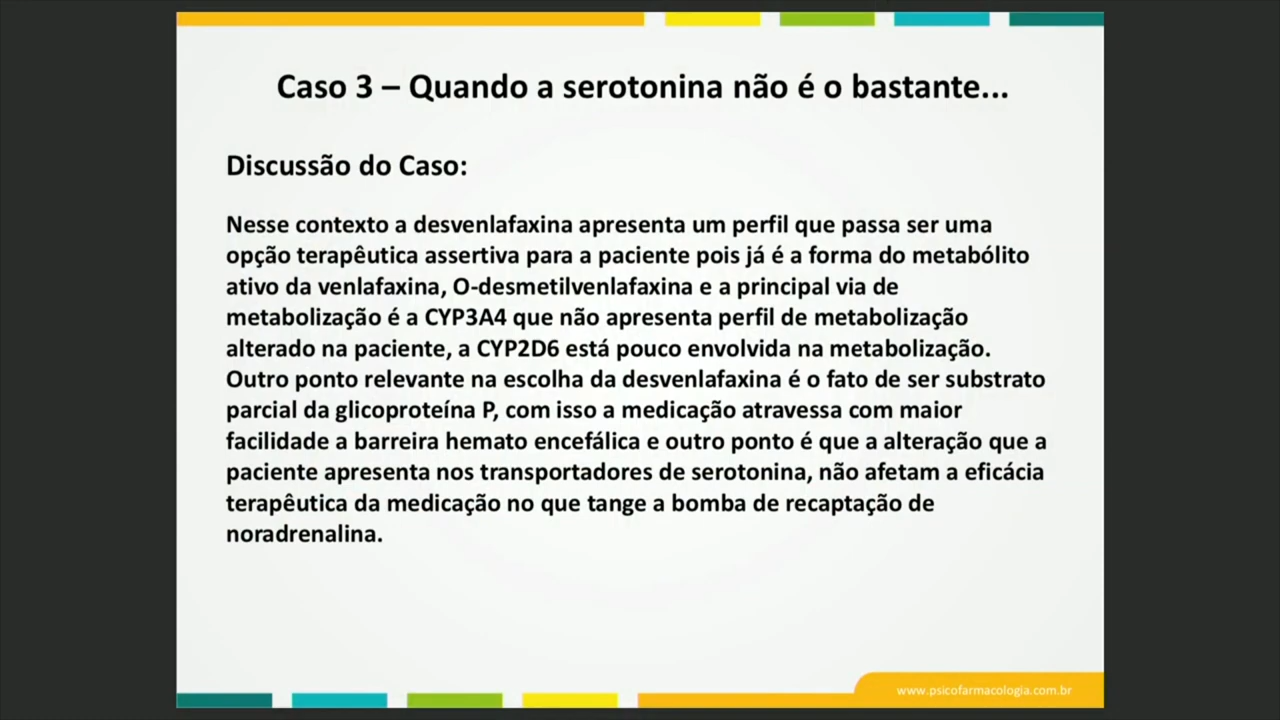 Caso 3 – Quando a serotonina não é o bastante...
Discussão do Caso:
Nesse contexto a desvenlafaxina apresenta um perfil que passa ser uma
opção terapêutica assertiva para a paciente pois já é a forma do metabólito
ativo da venlafaxina, O-desmetilvenlafaxina e a principal via de
metabolização é a CYP3A4 que não apresenta perfil de metabolização
alterado na paciente, a CYP2D6 está pouco envolvida na metabolização.
Outro ponto relevante na escolha da desvenlafaxina é o fato de ser substrato
parcial da glicoproteína P, com isso a medicação atravessa com maior
facilidade a barreira hemato encefálica e outro ponto é que a alteração que a
paciente apresenta nos transportadores de serotonina, não afetam a eficácia
terapêutica da medicação no que tange a bomba de recaptação de
noradrenalina.
www.psicofarmacologia.com.br